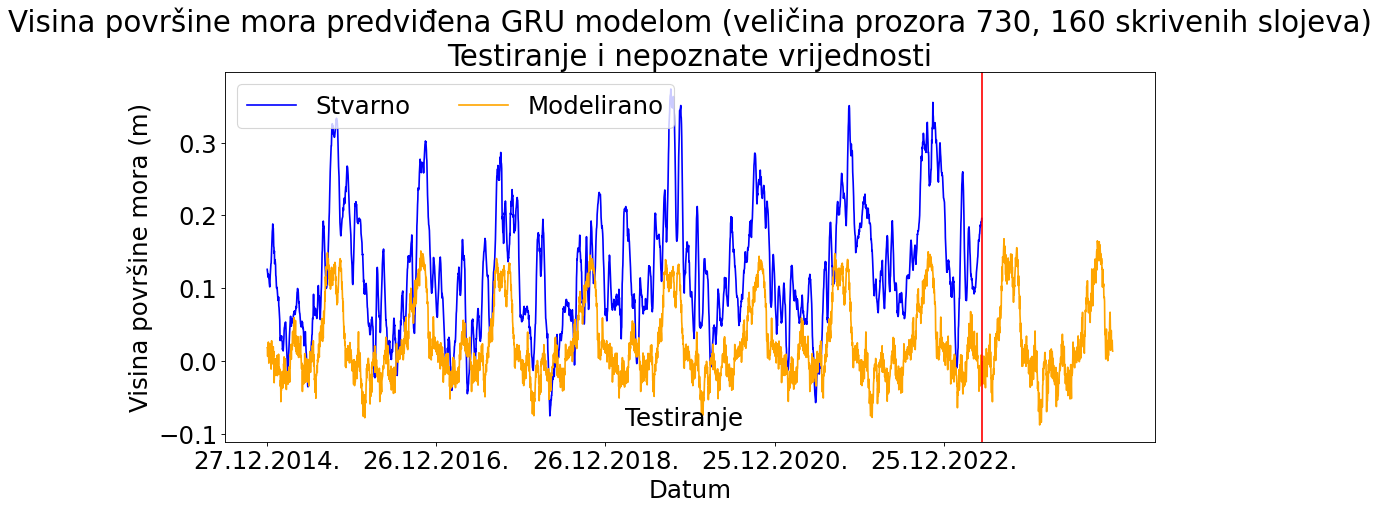 Visina površine mora predviđena GRU modelom (veličina prozora 730, 160 skrivenih slojeva)
Testiranje i nepoznate vrijednosti
Stvarno
Modelirano
Visina površine mora (m)
0.3
0.2
0.1
0.0
−0.1
Testiranje
27.12.2014.
26.12.2016.
26.12.2018.
25.12.2020.
25.12.2022.
Datum